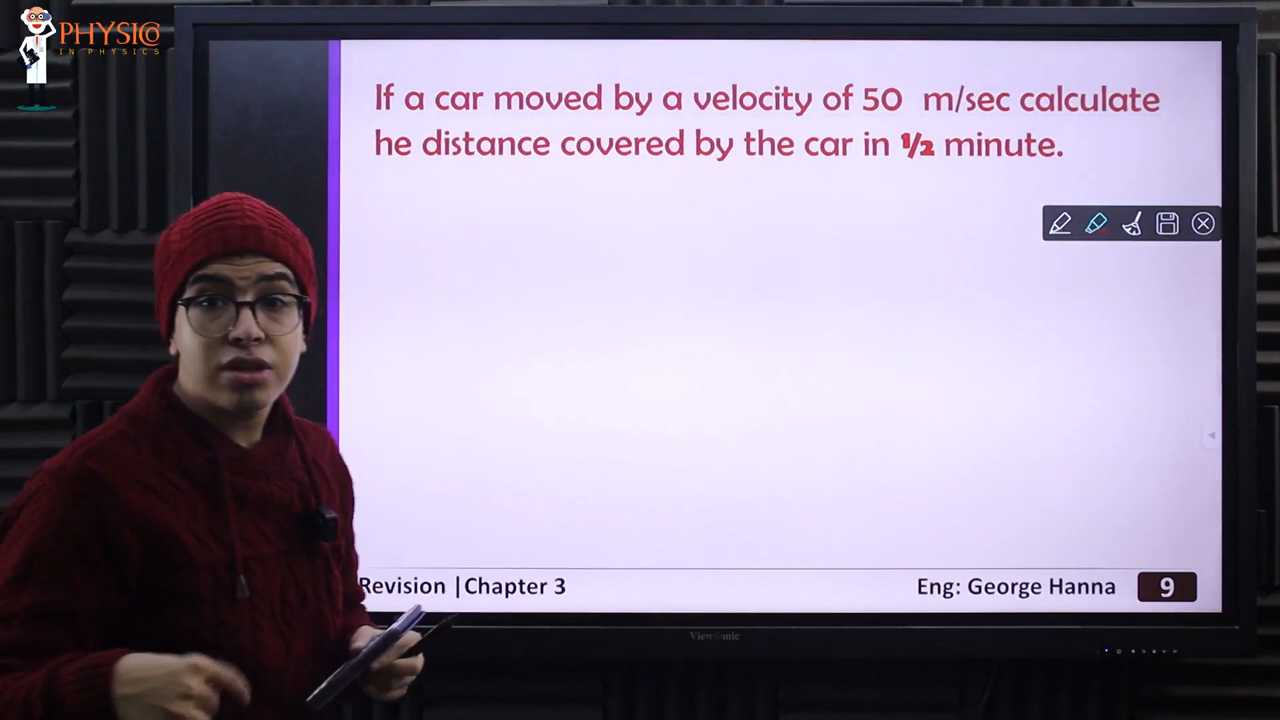 PHYSICO
IN PHYSICS
If a car moved by a velocity of 50 m/sec calculate
he distance covered by the car in ½ minute.
Revision |Chapter 3
Eng: George Hanna
9
ViewSonic